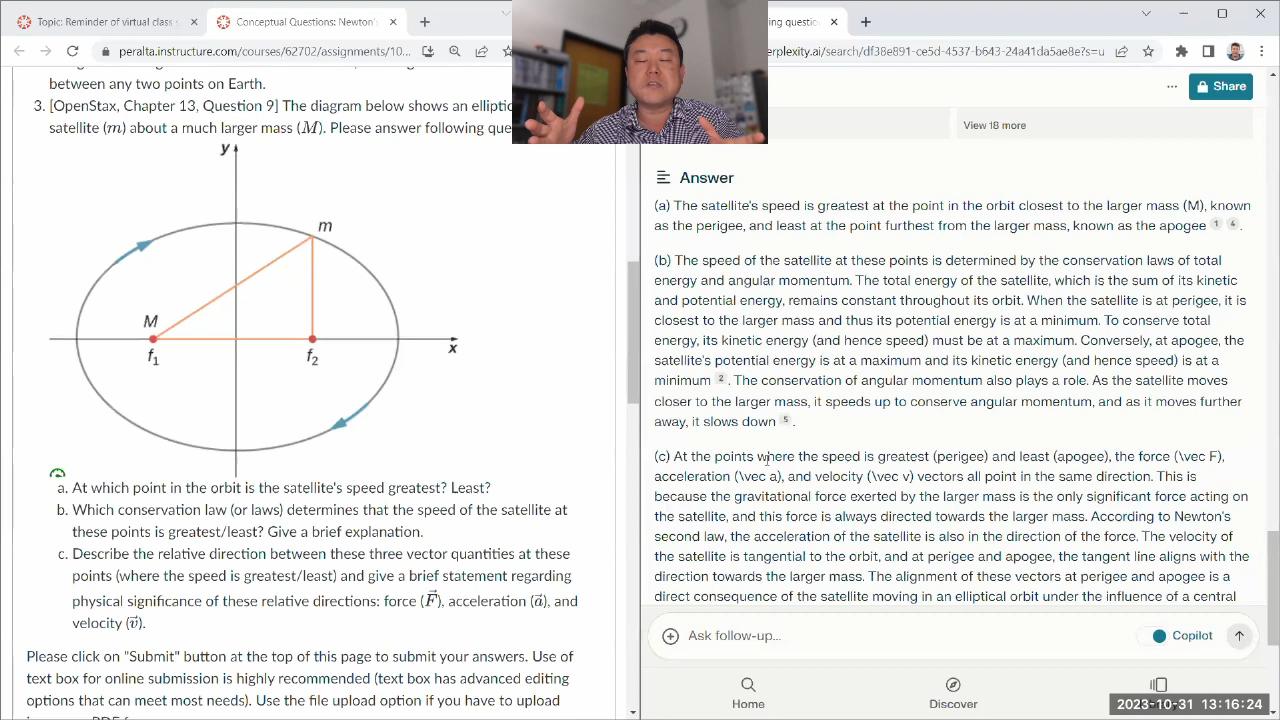 Topic: Reminder of virtual class s
Conceptual Questions: Newton's
ing question
peralta.instructure.com/courses/62702/assignments/10...
perplexity.ai/search/df38e891-ce5d-4537-b643-24a41da5ae8e?s=u
between any two points on Earth.
3. [OpenStax, Chapter 13, Question 9] The diagram below shows an ellipti
satellite (m) about a much larger mass (M). Please answer following que
y
m
M
f1
f2
x
a. At which point in the orbit is the satellite's speed greatest? Least?
b. Which conservation law (or laws) determines that the speed of the satellite at
these points is greatest/least? Give a brief explanation.
c. Describe the relative direction between these three vector quantities at these
points (where the speed is greatest/least) and give a brief statement regarding
physical significance of these relative directions: force (F⃗), acceleration (a⃗), and
velocity (v⃗).
Please click on "Submit" button at the top of this page to submit your answers. Use of
text box for online submission is highly recommended (text box has advanced editing
options that can meet most needs). Use the file upload option if you have to upload
Share
View 18 more
Answer
(a) The satellite's speed is greatest at the point in the orbit closest to the larger mass (M), known
as the perigee, and least at the point furthest from the larger mass, known as the apogee 1 4.
(b) The speed of the satellite at these points is determined by the conservation laws of total
energy and angular momentum. The total energy of the satellite, which is the sum of its kinetic
and potential energy, remains constant throughout its orbit. When the satellite is at perigee, it is
closest to the larger mass and thus its potential energy is at a minimum. To conserve total
energy, its kinetic energy (and hence speed) must be at a maximum. Conversely, at apogee, the
satellite's potential energy is at a maximum and its kinetic energy (and hence speed) is at a
minimum 2. The conservation of angular momentum also plays a role. As the satellite moves
closer to the larger mass, it speeds up to conserve angular momentum, and as it moves further
away, it slows down 5.
(c) At the points where the speed is greatest (perigee) and least (apogee), the force (\vec F),
acceleration (\vec a), and velocity (\vec v) vectors all point in the same direction. This is
because the gravitational force exerted by the larger mass is the only significant force acting on
the satellite, and this force is always directed towards the larger mass. According to Newton's
second law, the acceleration of the satellite is also in the direction of the force. The velocity of
the satellite is tangential to the orbit, and at perigee and apogee, the tangent line aligns with the
direction towards the larger mass. The alignment of these vectors at perigee and apogee is a
direct consequence of the satellite moving in an elliptical orbit under the influence of a central
Ask follow-up...
Copilot
Home
Discover
2023-10-31 13:16:24